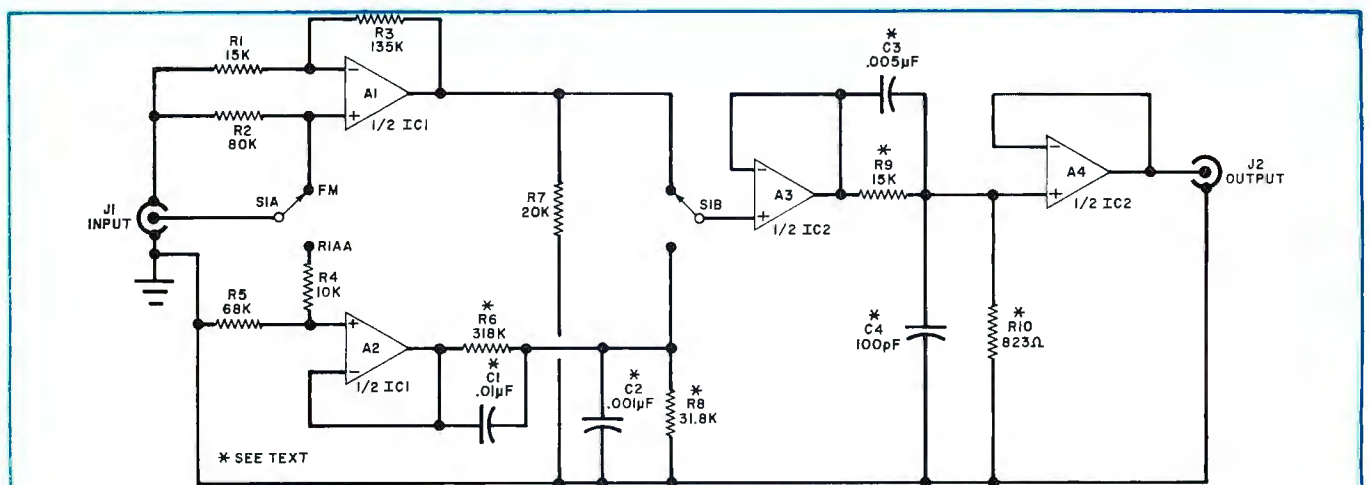 R1
15K
R3
135K
A1
1/2 IC1
R2
80K
FM
S1A
J1
INPUT
RIAA
R4
10K
R5
68K
A2
1/2 IC1
*
R6
318K
*
C1
.01µF
*
C2
.001µF
*
R8
31.8K
R7
20K
S1B
A3
1/2 IC2
*
C3
.005µF
*
R9
15K
A4
1/2 IC2
J2
OUTPUT
*
C4
100pF
*
R10
823Ω
* SEE TEXT